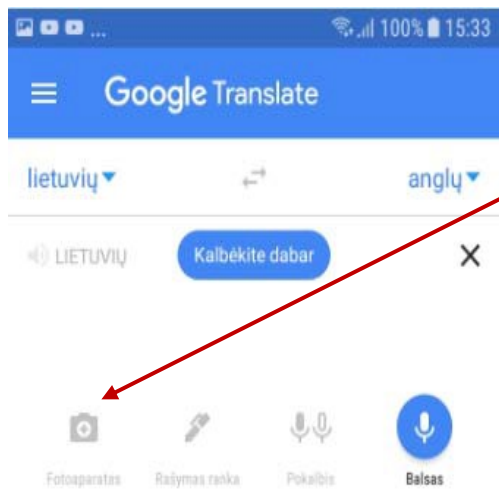 ... 100% 15:33
Google Translate
lietuvių anglų
LIETUVIŲ Kalbėkite dabar
Fotoaparatas Rašymas ranka Pokalbis Balsas